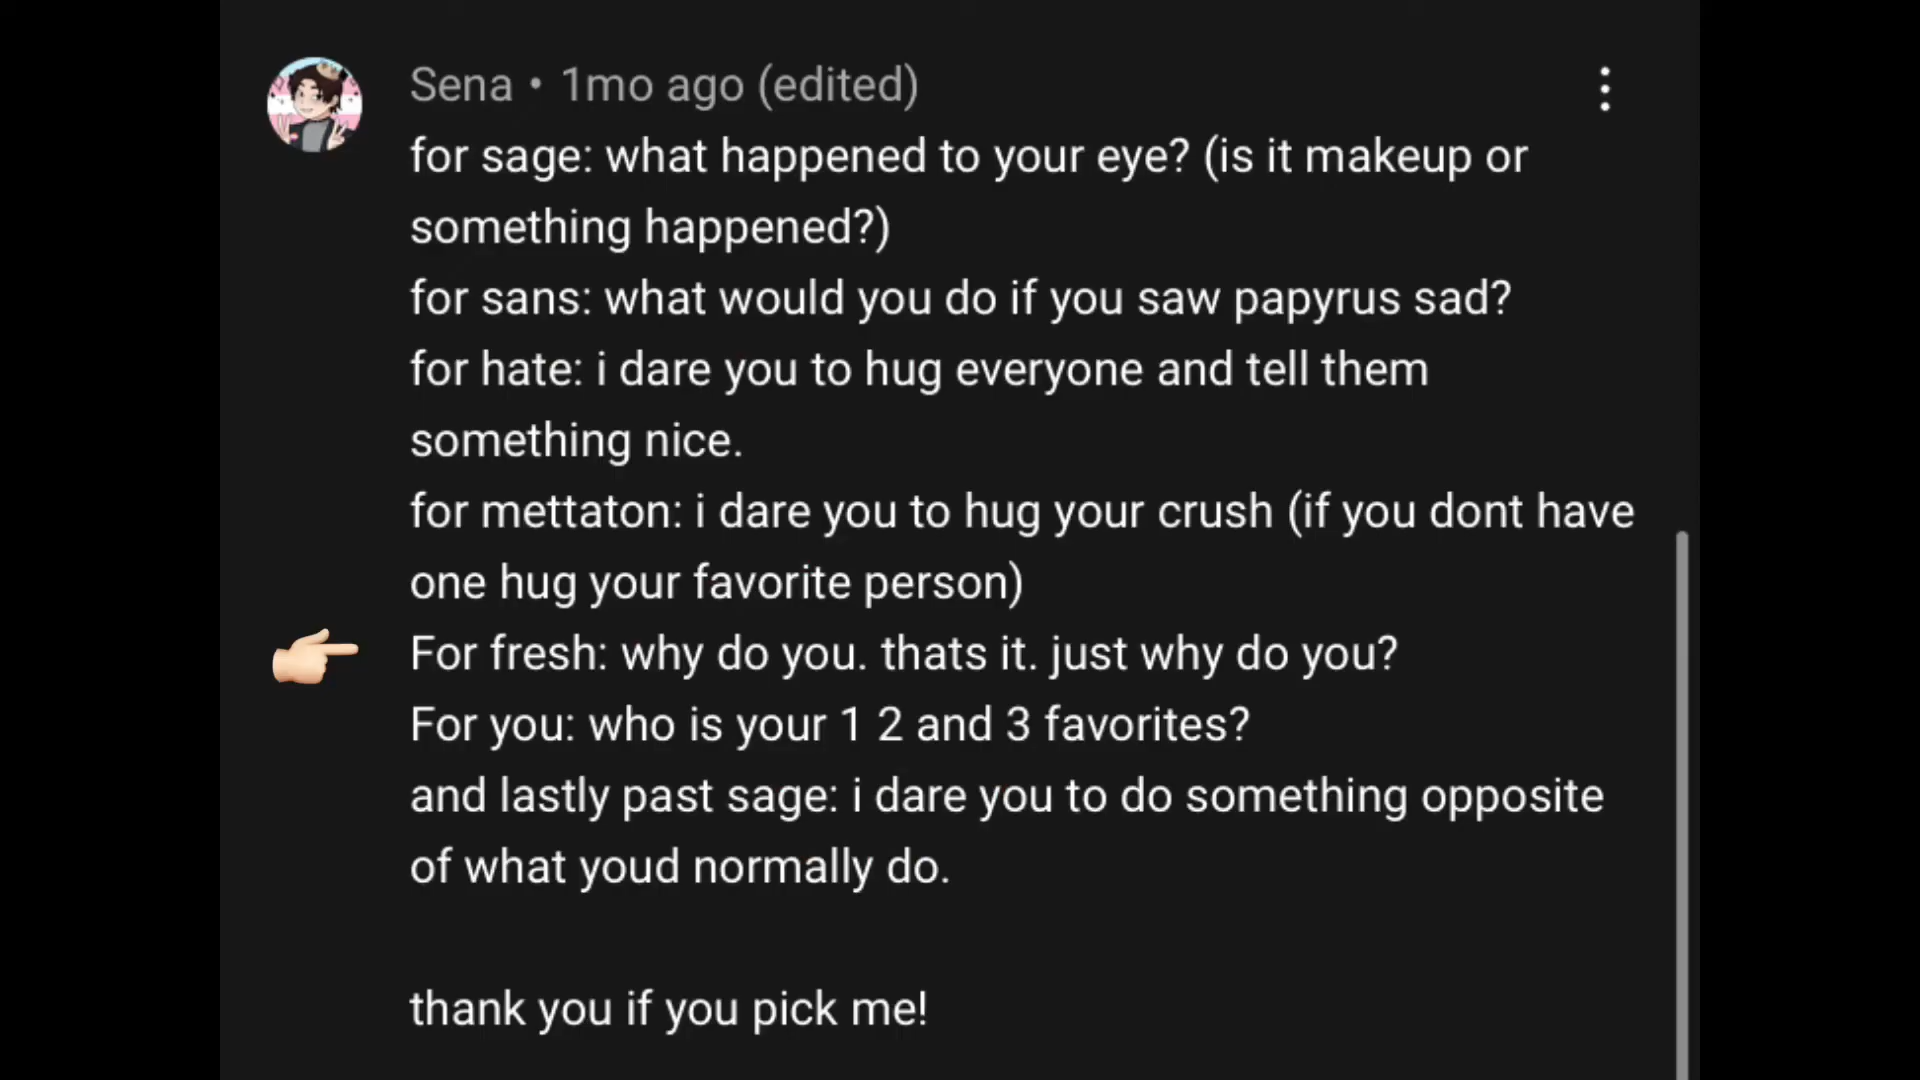 Sena • 1mo ago (edited)
for sage: what happened to your eye? (is it makeup or
something happened?)
for sans: what would you do if you saw papyrus sad?
for hate: i dare you to hug everyone and tell them
something nice.
for mettaton: i dare you to hug your crush (if you dont have
one hug your favorite person)
For fresh: why do you. thats it. just why do you?
For you: who is your 1 2 and 3 favorites?
and lastly past sage: i dare you to do something opposite
of what youd normally do.
thank you if you pick me!